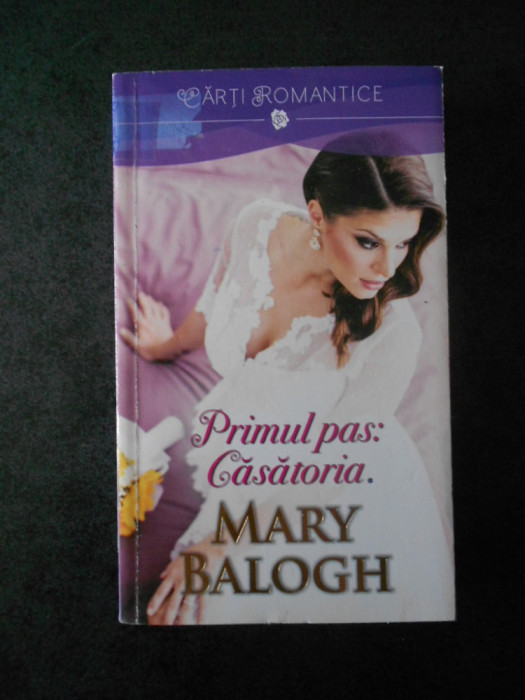 CĂRȚI ROMANTICE
Primul pas:
Căsătoria.
MARY
BALOGH